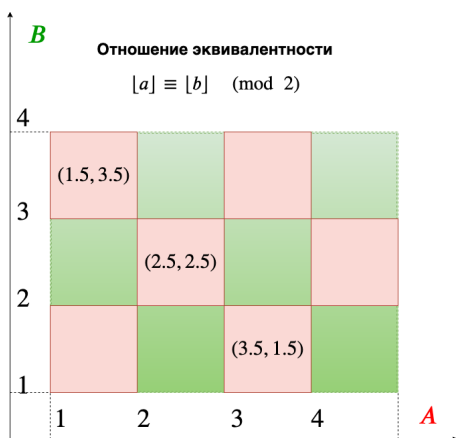 B
Отношение эквивалентности
⌊a⌋ ≡ ⌊b⌋ (mod 2)
4
(1.5, 3.5)
3
(2.5, 2.5)
2
(3.5, 1.5)
1
1 2 3 4 A